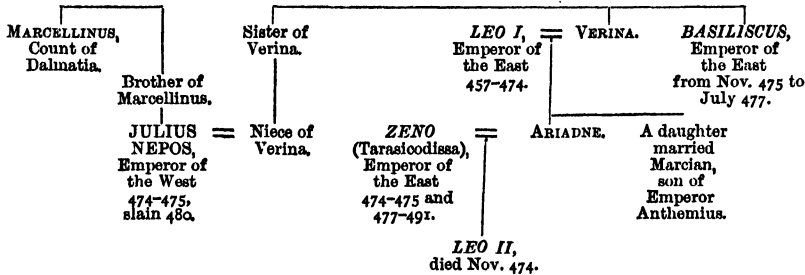 MARCELLINUS,
Count of
Dalmatia.
Brother of
Marcellinus.
Sister of
Verina.
LEO I,
Emperor of
the East
457–474.
=
VERINA.
BASILISCUS,
Emperor of
the East
from Nov. 475 to
July 477.
JULIUS
NEPOS,
Emperor of
the West
474–475,
slain 480.
=
Niece of
Verina.
ZENO
(Tarasicodissa),
Emperor of
the East
474–475 and
477–491.
=
ARIADNE.
A daughter
married
Marcian,
son of
Emperor
Anthemius.
LEO II,
died Nov. 474.